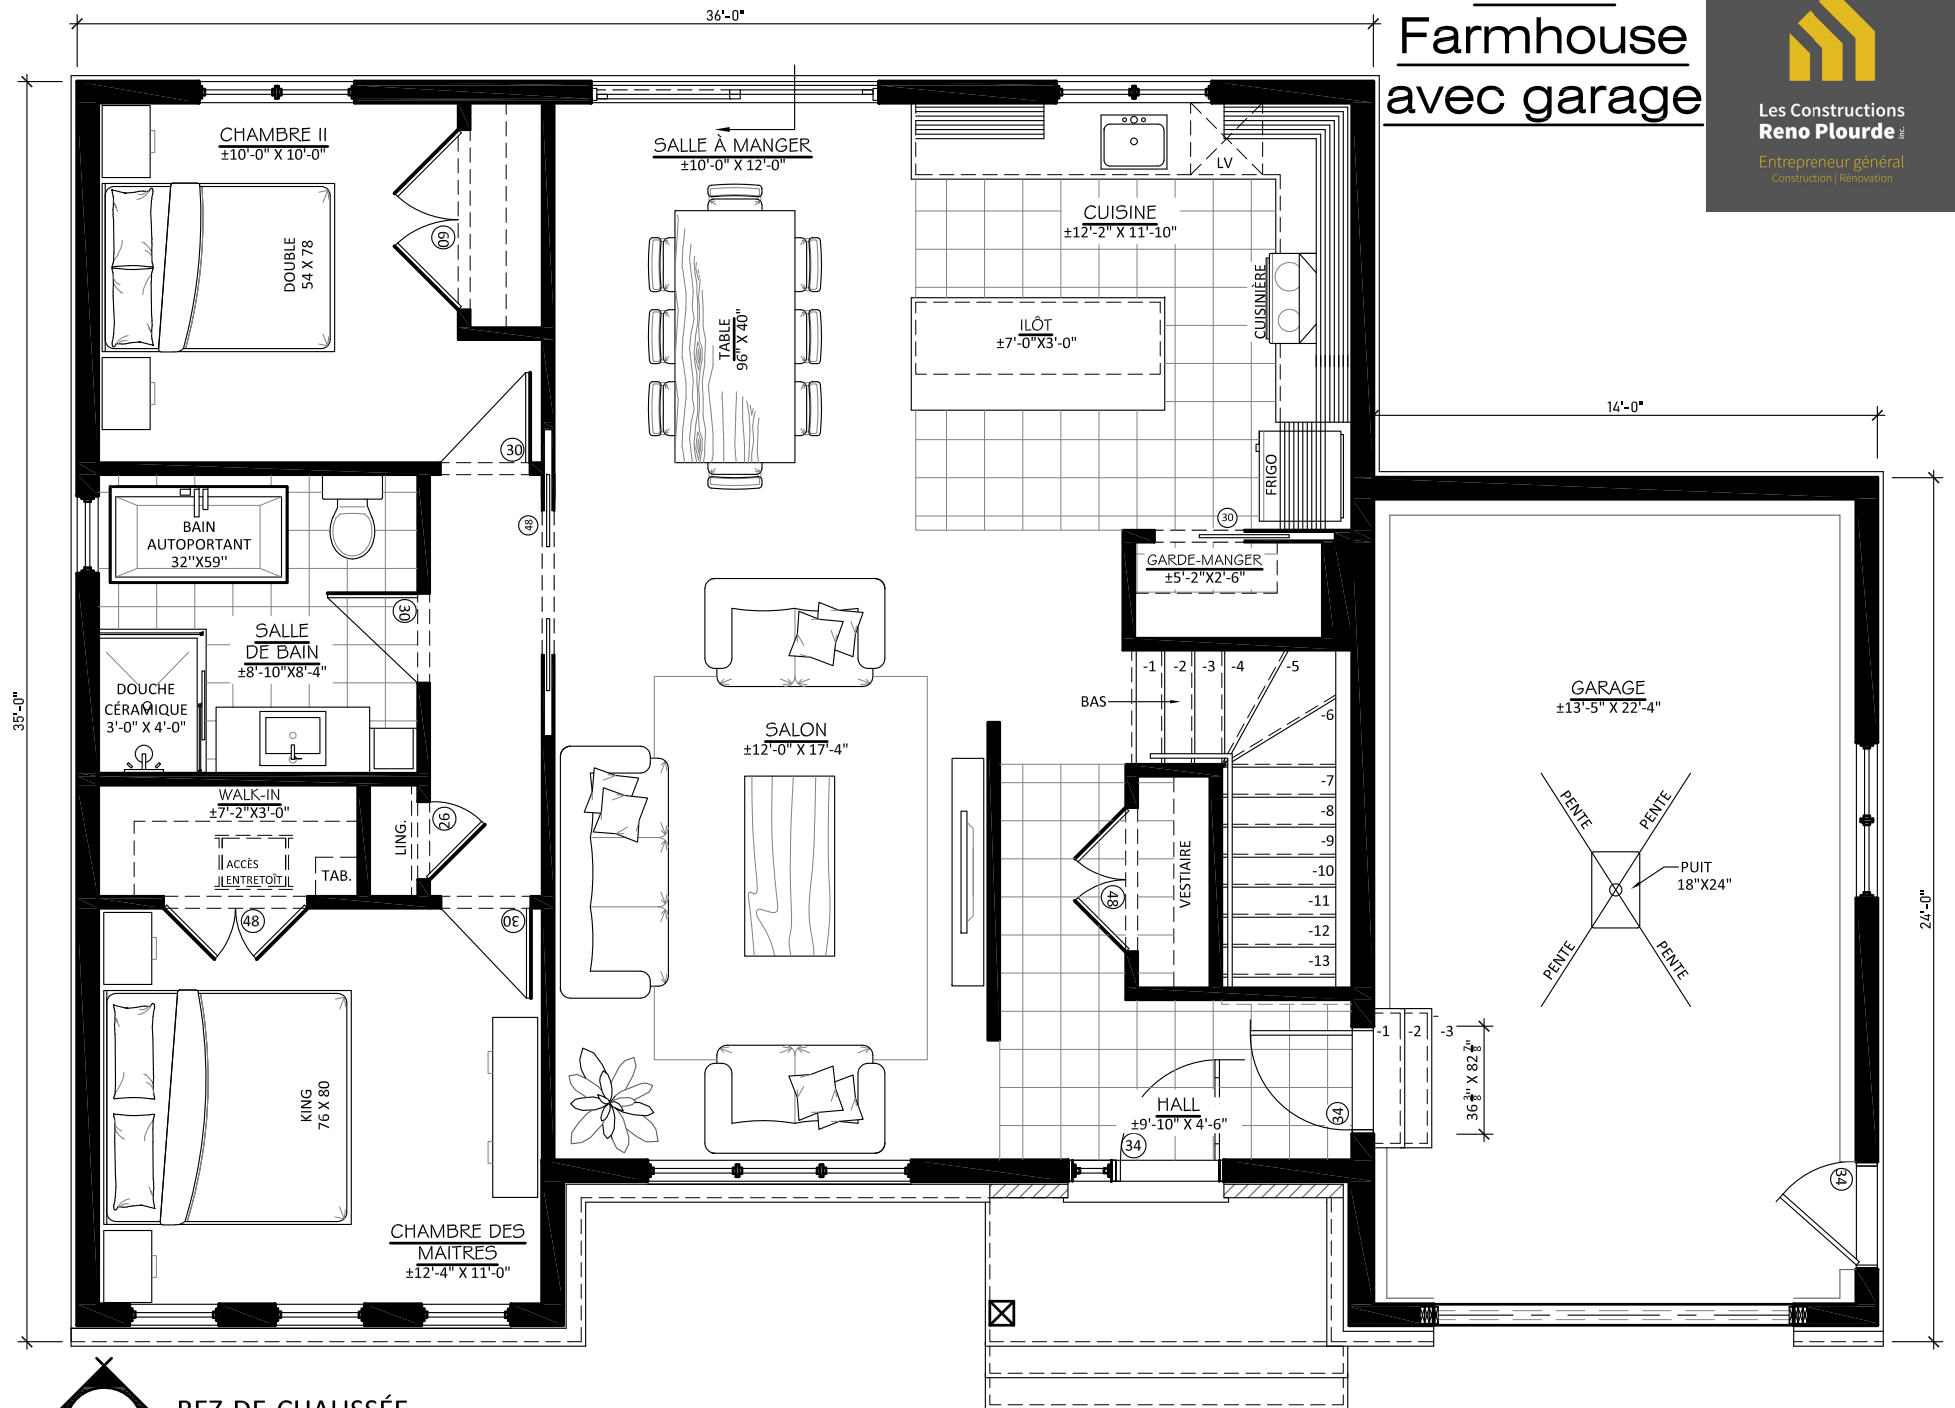 36'-0"
Farmhouse
avec garage
Les Constructions
Reno Plourde inc.
Entrepreneur général
Construction | Rénovation
CHAMBRE II
±10'-0" X 10'-0"
SALLE À MANGER
±10'-0" X 12'-0"
LV
CUISINE
±12'-2" X 11'-10"
DOUBLE
54 X 78
60
TABLE
96" X 40"
ILÔT
±7'-0"X3'-0"
CUISINIÈRE
14'-0"
30
FRIGO
48
30
BAIN
AUTOPORTANT
32"X59"
GARDE-MANGER
±5'-2"X2'-6"
30
SALLE
DE BAIN
±8'-10"X8'-4"
-1
-2
-3
-4
-5
-6
-7
-8
-9
-10
-11
-12
-13
BAS
DOUCHE
CÉRAMIQUE
3'-0" X 4'-0"
35'-0"
SALON
±12'-0" X 17'-4"
GARAGE
±13'-5" X 22'-4"
WALK-IN
±7'-2"X3'-0"
LING.
26
ACCÈS
ENTRETOÎT
TAB.
VESTIAIRE
48
PENTE
PENTE
PUIT
18"X24"
PENTE
PENTE
24'-0"
48
30
KING
76 X 80
-1
-2
-3
36 3/8" X 82 7/8"
HALL
±9'-10" X 4'-6"
34
34
34
CHAMBRE DES
MAITRES
±12'-4" X 11'-0"
REZ-DE-CHAUSSÉE